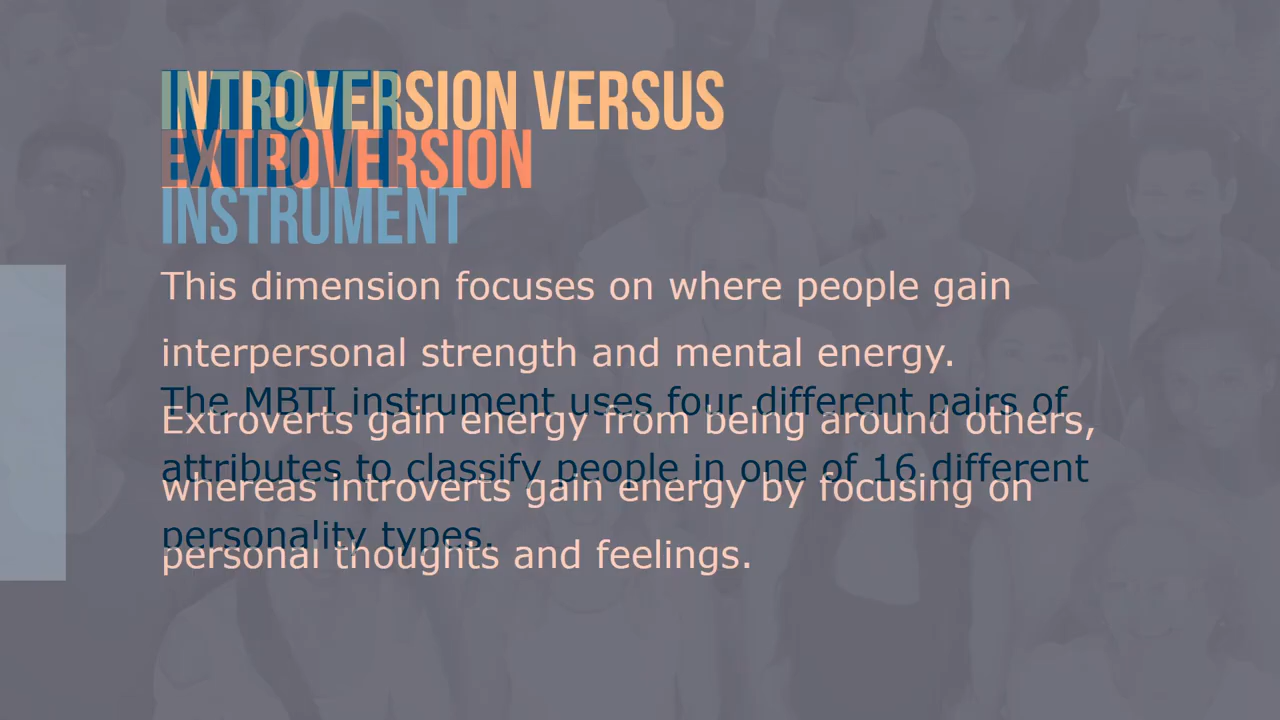 INTROVERSION VERSUS
EXTROVERSION
INSTRUMENT
This dimension focuses on where people gain
interpersonal strength and mental energy.
The MBTI instrument uses four different pairs of
Extroverts gain energy from being around others,
attributes to classify people in one of 16 different
whereas introverts gain energy by focusing on
personality types.
personal thoughts and feelings.